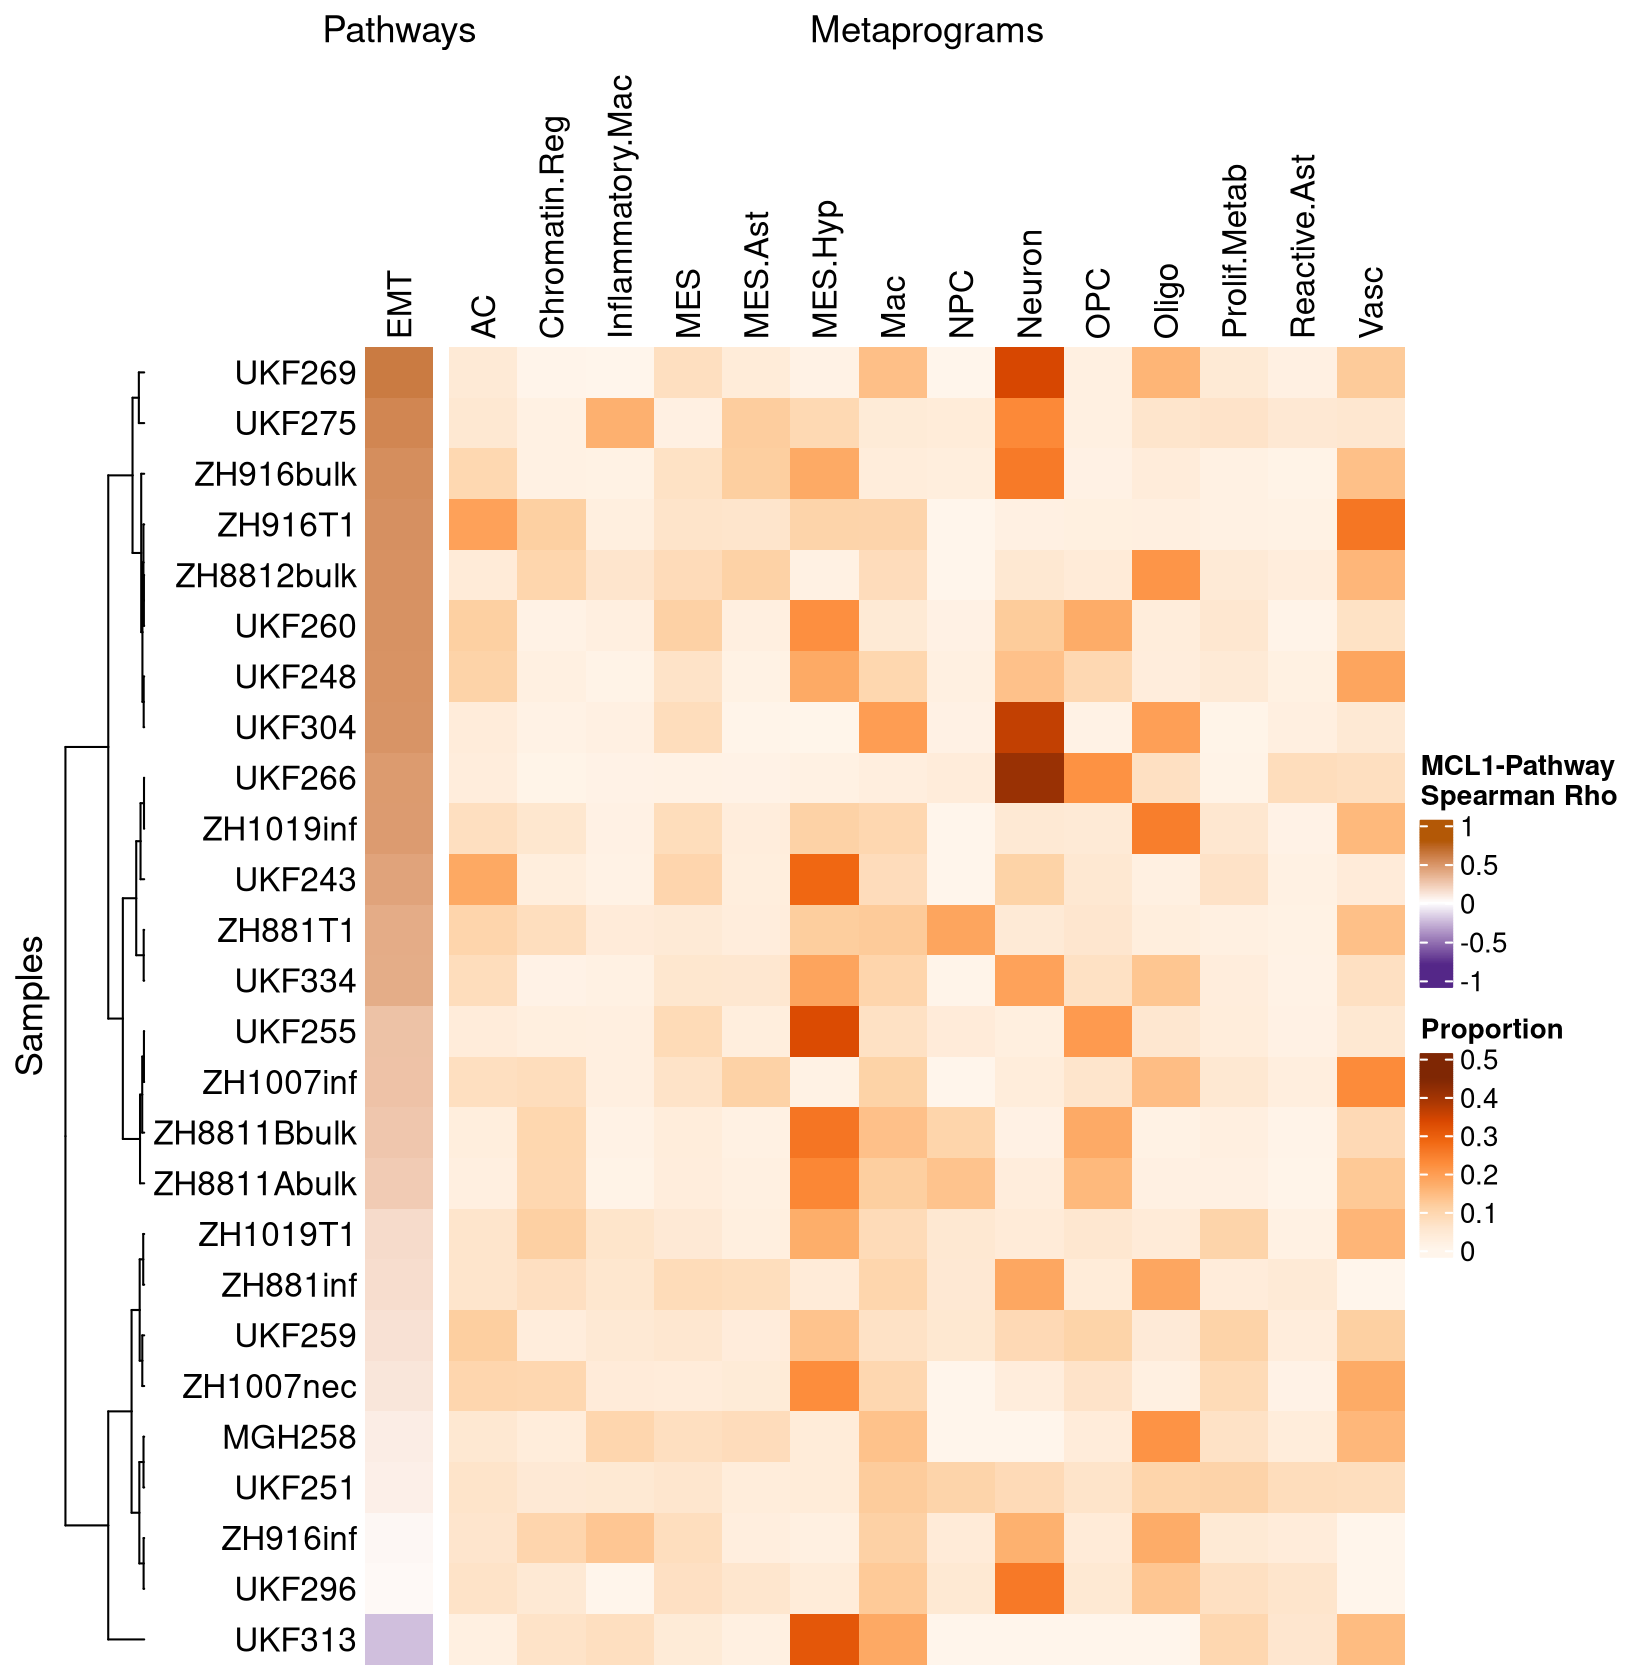 Pathways
Metaprograms
EMT
AC
Chromatin.Reg
Inflammatory.Mac
MES
MES.Ast
MES.Hyp
Mac
NPC
Neuron
OPC
Oligo
Prolif.Metab
Reactive.Ast
Vasc
Samples
UKF269
UKF275
ZH916bulk
ZH916T1
ZH8812bulk
UKF260
UKF248
UKF304
UKF266
ZH1019inf
UKF243
ZH881T1
UKF334
UKF255
ZH1007inf
ZH8811Bbulk
ZH8811Abulk
ZH1019T1
ZH881inf
UKF259
ZH1007nec
MGH258
UKF251
ZH916inf
UKF296
UKF313
MCL1-Pathway
Spearman Rho
1
0.5
0
-0.5
-1
Proportion
0.5
0.4
0.3
0.2
0.1
0